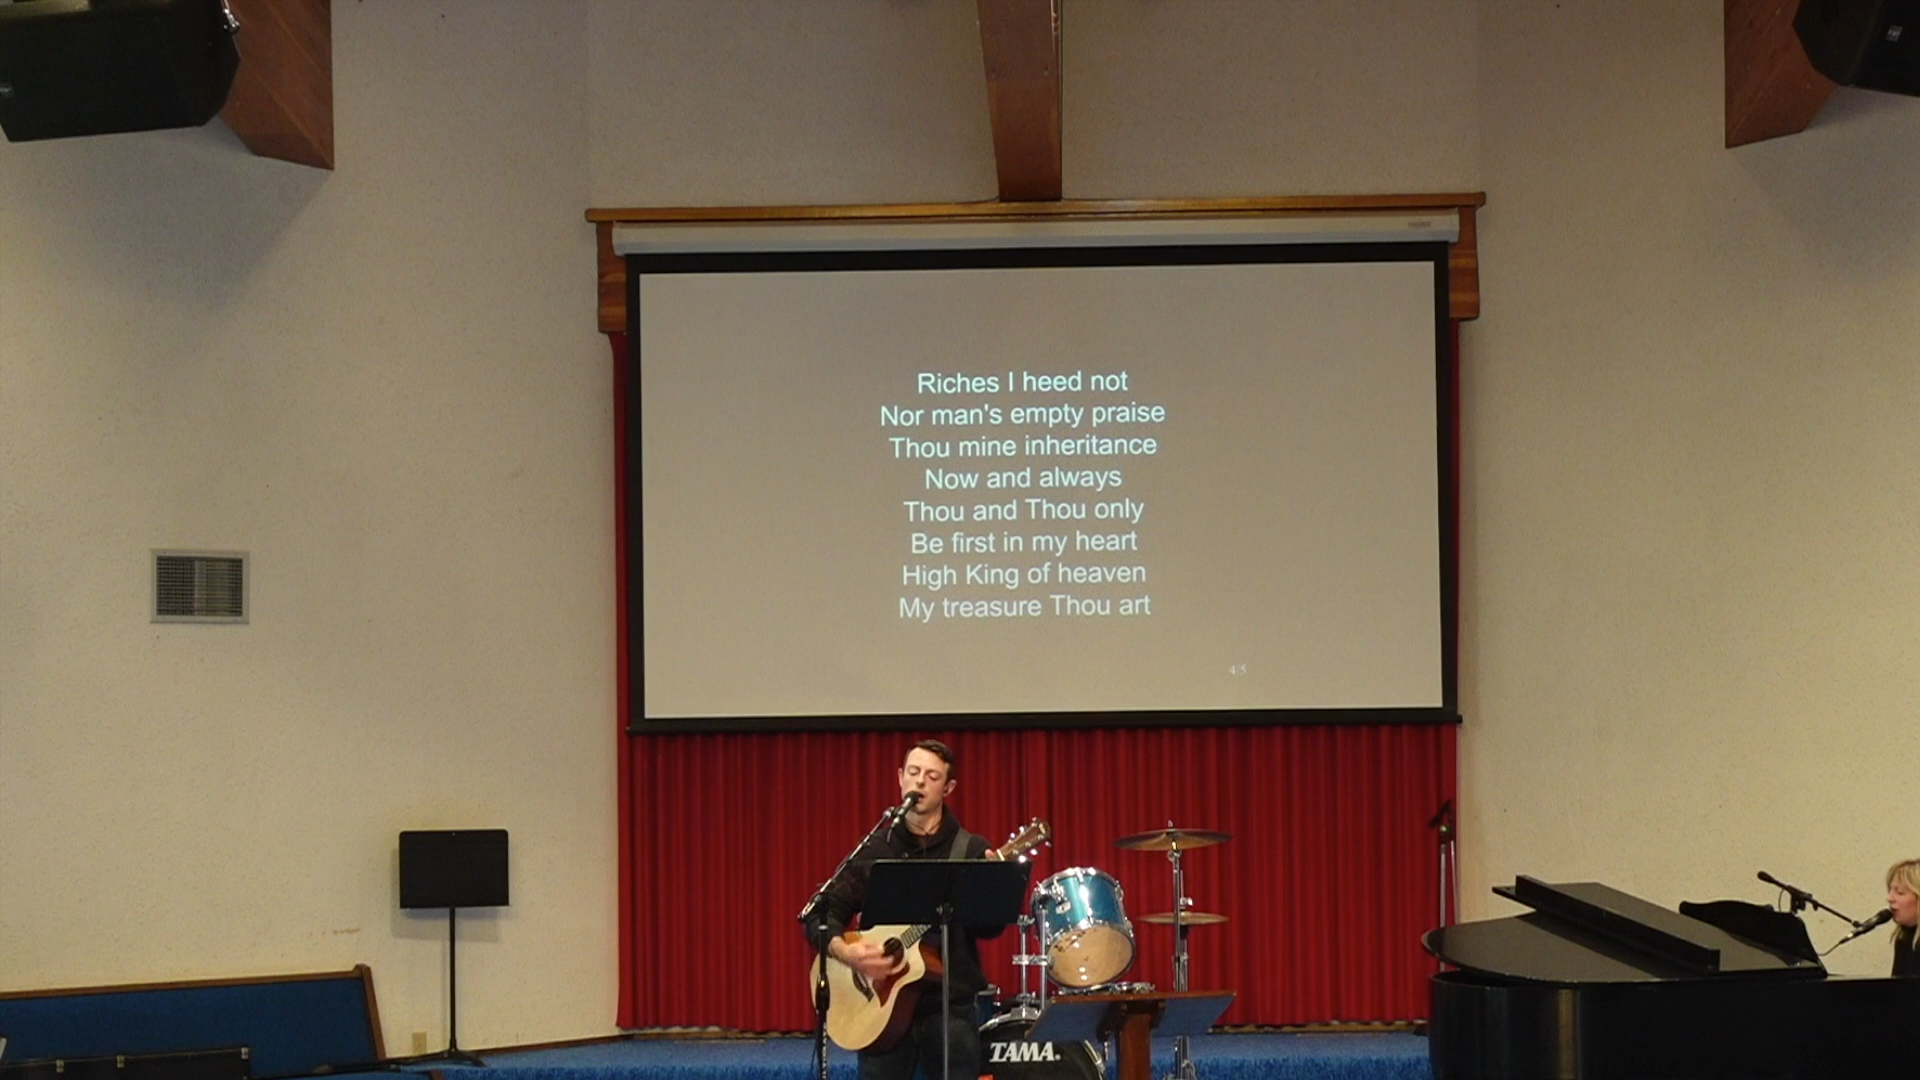 Riches I heed not
Nor man's empty praise
Thou mine inheritance
Now and always
Thou and Thou only
Be first in my heart
High King of heaven
My treasure Thou art
4/5
TAMA®